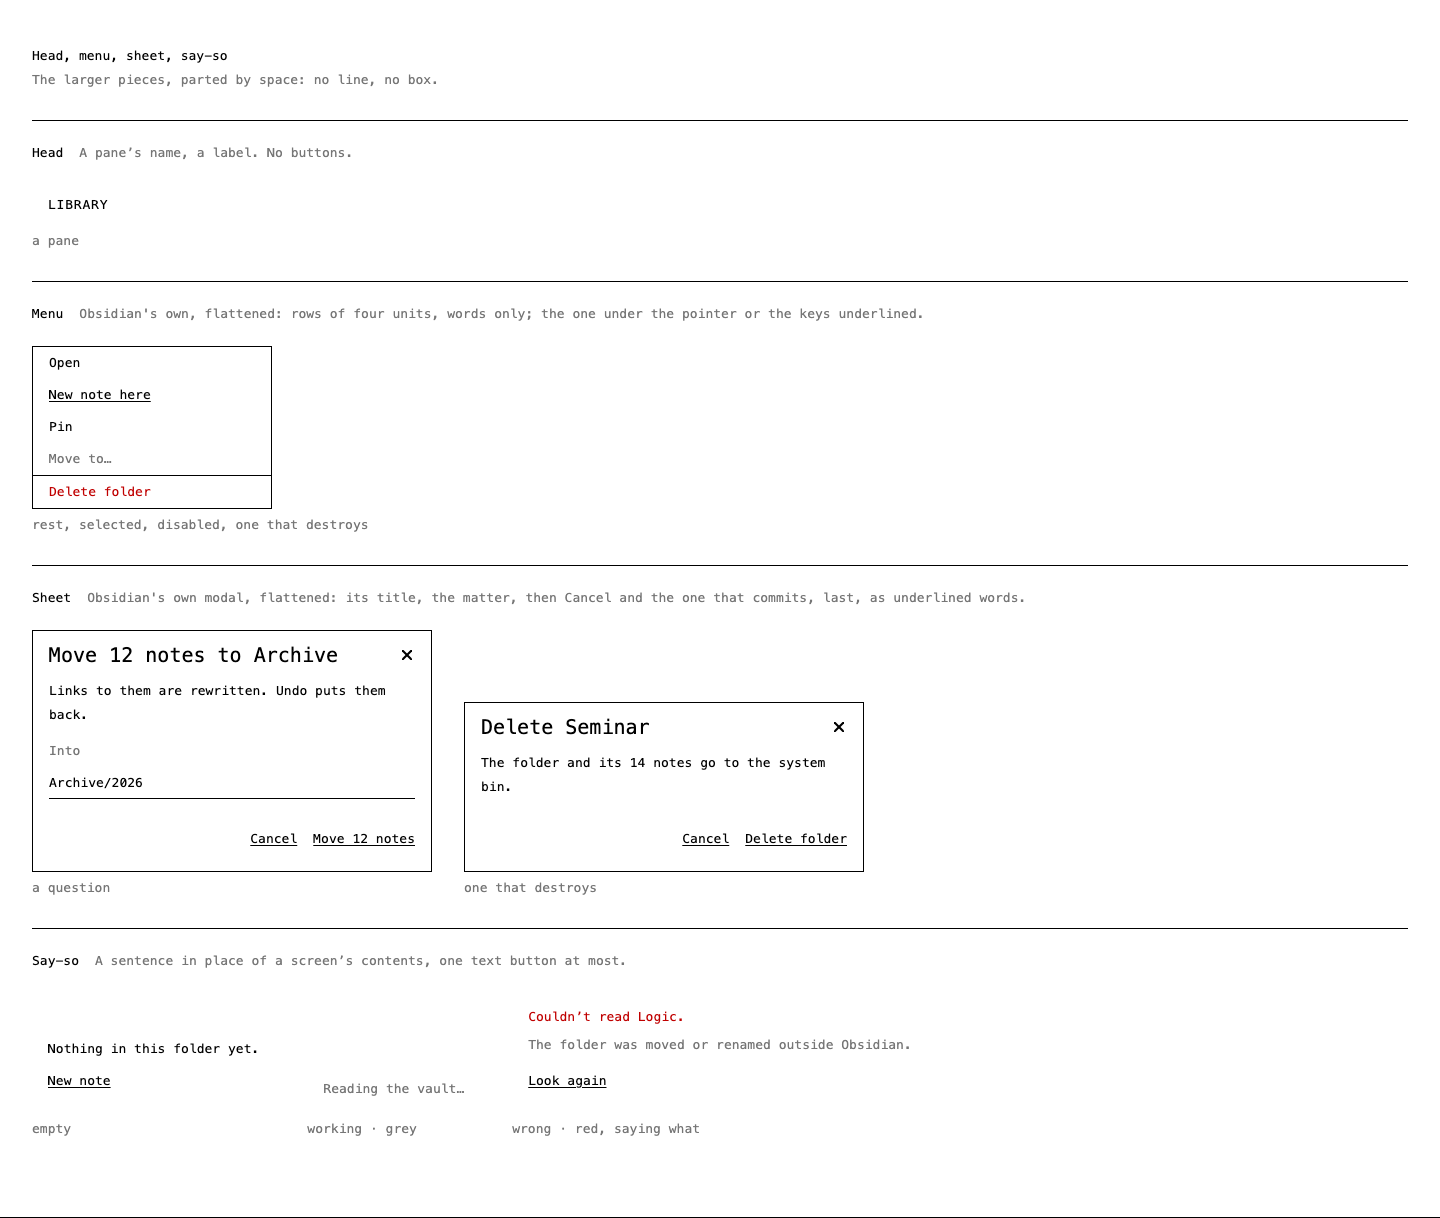 Head, menu, sheet, say–so
The larger pieces, parted by space: no line, no box.
Head A pane’s name, a label. No buttons.
LIBRARY
a pane
Menu Obsidian's own, flattened: rows of four units, words only; the one under the pointer or the keys underlined.
Open
New note here
Pin
Move to…
Delete folder
rest, selected, disabled, one that destroys
Sheet Obsidian's own modal, flattened: its title, the matter, then Cancel and the one that commits, last, as underlined words.
Move 12 notes to Archive ×
Links to them are rewritten. Undo puts them
back.
Into
Archive/2026
Cancel Move 12 notes
a question
Delete Seminar ×
The folder and its 14 notes go to the system
bin.
Cancel Delete folder
one that destroys
Say–so A sentence in place of a screen’s contents, one text button at most.
Nothing in this folder yet.
New note
empty
Reading the vault…
working · grey
Couldn’t read Logic.
The folder was moved or renamed outside Obsidian.
Look again
wrong · red, saying what